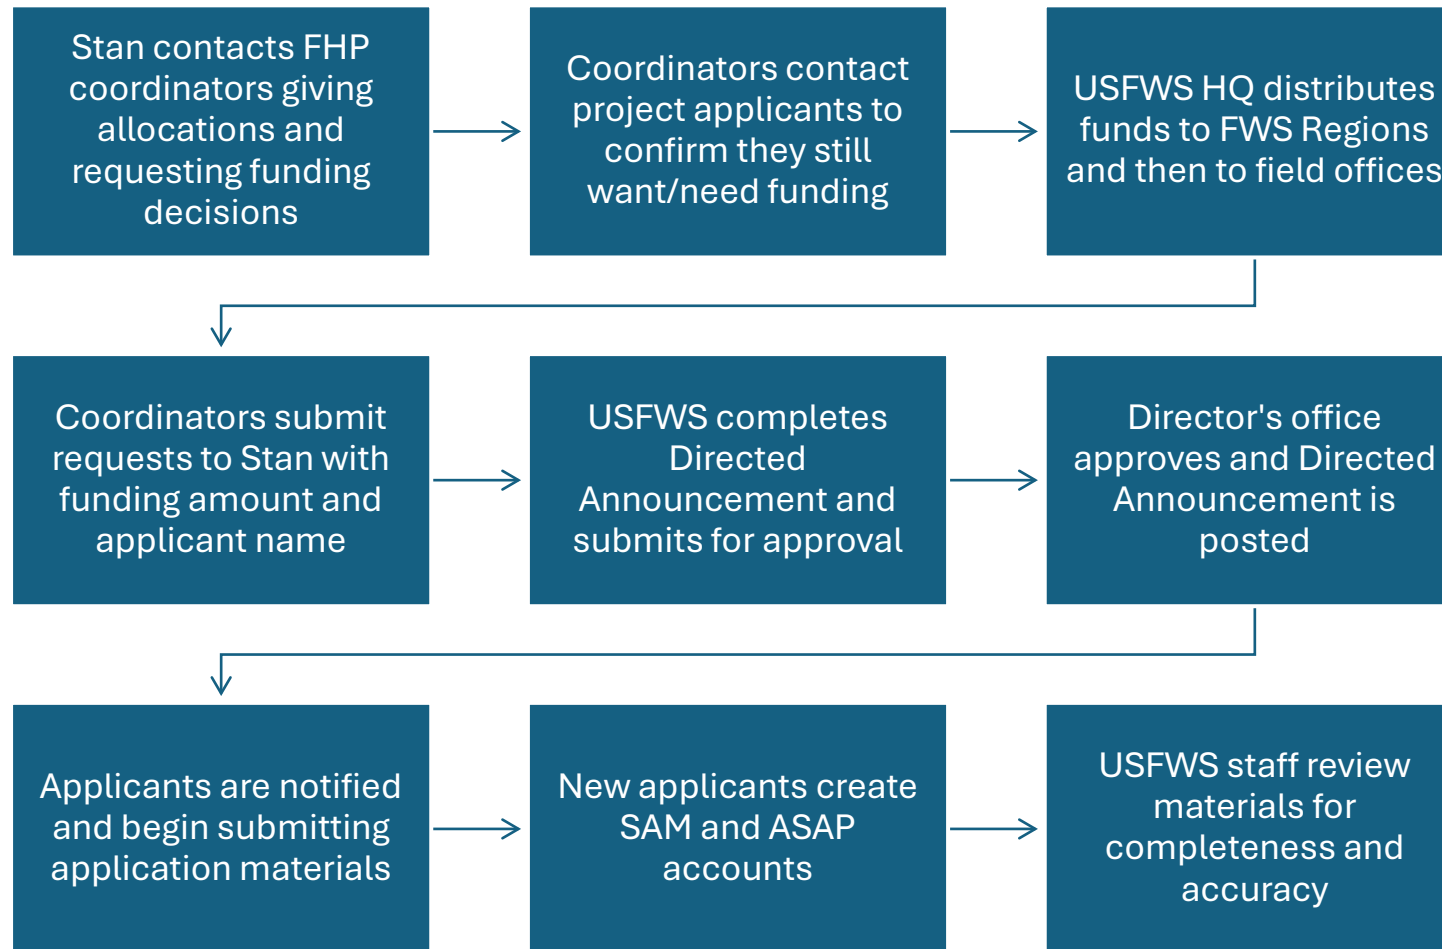 Stan contacts FHP
coordinators giving
allocations and
requesting funding
decisions
Coordinators contact
project applicants to
confirm they still
want/need funding
USFWS HQ distributes
funds to FWS Regions
and then to field offices
Coordinators submit
requests to Stan with
funding amount and
applicant name
USFWS completes
Directed
Announcement and
submits for approval
Director's office
approves and Directed
Announcement is
posted
Applicants are notified
and begin submitting
application materials
New applicants create
SAM and ASAP
accounts
USFWS staff review
materials for
completeness and
accuracy